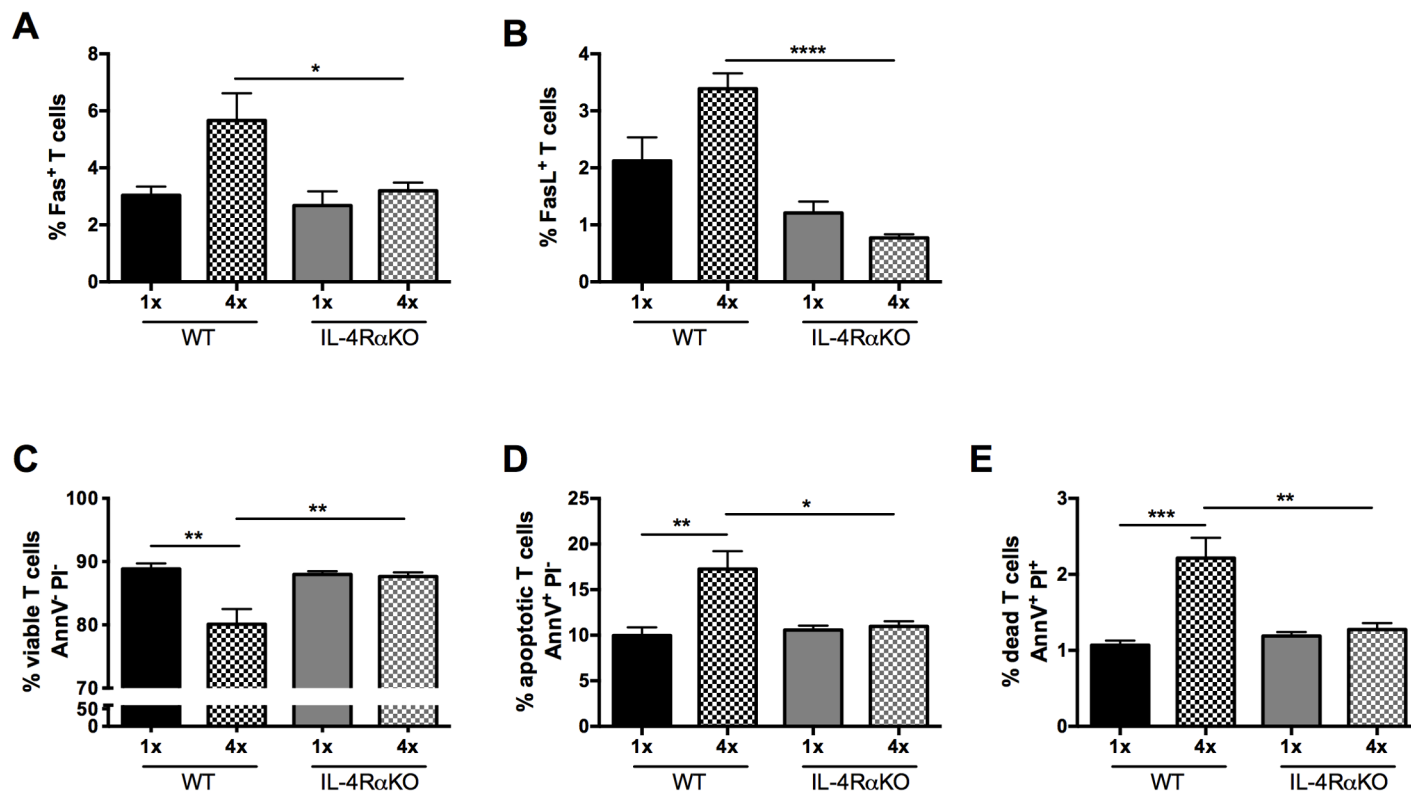 A
% Fas⁺ T cells
8
6
4
2
0
*
1x 4x 1x 4x
WT IL-4RαKO
B
% FasL⁺ T cells
4
3
2
1
0
****
1x 4x 1x 4x
WT IL-4RαKO
C
% viable T cells
AnnV⁻ PI⁻
100
90
80
70
50
0
**
**
1x 4x 1x 4x
WT IL-4RαKO
D
% apoptotic T cells
AnnV⁺ PI⁻
25
20
15
10
5
0
**
*
1x 4x 1x 4x
WT IL-4RαKO
E
% dead T cells
AnnV⁺ PI⁺
3
2
1
0
***
**
1x 4x 1x 4x
WT IL-4RαKO